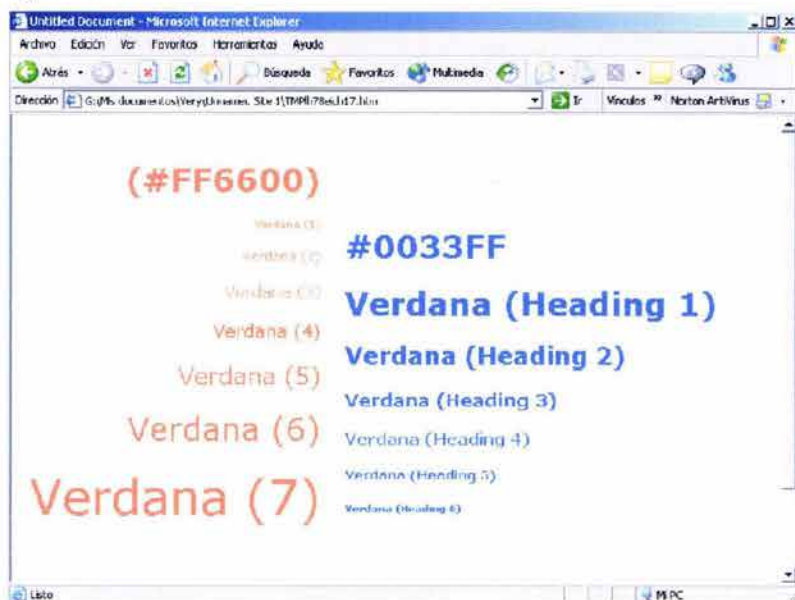 Untitled Document - Microsoft Internet Explorer
Archivo Edición Ver Favoritos Herramientas Ayuda
Atrás Búsqueda Favoritos Multimedia
Dirección Ir Vínculos » Norton AntiVirus
(#FF6600)
Verdana (1)
Verdana (2)
Verdana (3)
Verdana (4)
Verdana (5)
Verdana (6)
Verdana (7)
#0033FF
Verdana (Heading 1)
Verdana (Heading 2)
Verdana (Heading 3)
Verdana (Heading 4)
Verdana (Heading 5)
Verdana (Heading 6)
Listo Mi PC